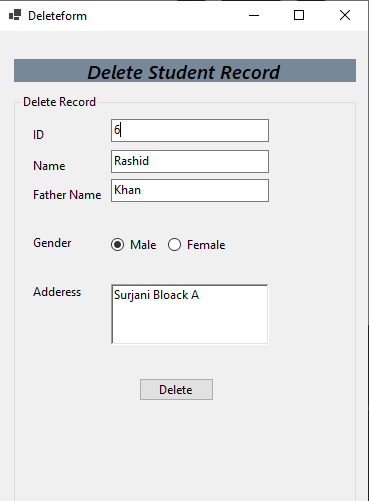 Deleteform
Delete Student Record
Delete Record
ID 6
Name Rashid
Father Name Khan
Gender Male Female
Adderess Surjani Bloack A
Delete